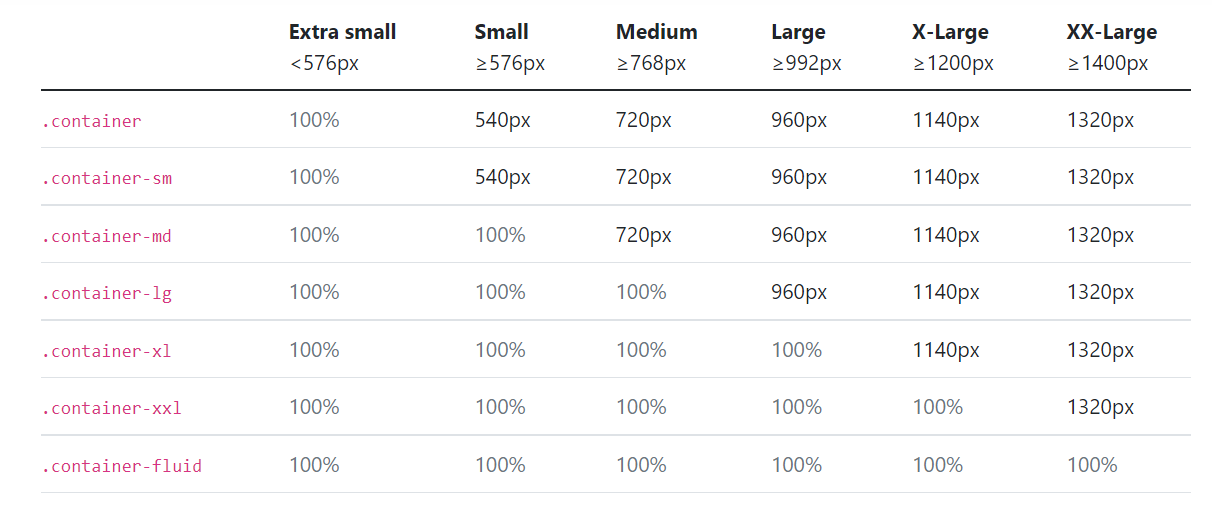 Extra small Small Medium Large X-Large XX-Large
<576px ≥576px ≥768px ≥992px ≥1200px ≥1400px
.container 100% 540px 720px 960px 1140px 1320px
.container-sm 100% 540px 720px 960px 1140px 1320px
.container-md 100% 100% 720px 960px 1140px 1320px
.container-lg 100% 100% 100% 960px 1140px 1320px
.container-xl 100% 100% 100% 100% 1140px 1320px
.container-xxl 100% 100% 100% 100% 100% 1320px
.container-fluid 100% 100% 100% 100% 100% 100%